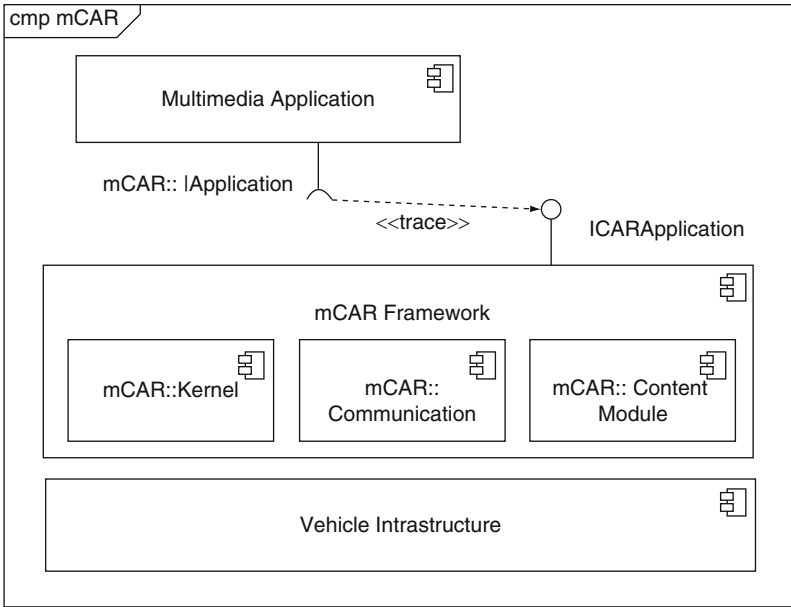 cmp mCAR
Multimedia Application
mCAR:: IApplication
<<trace>>
ICARApplication
mCAR Framework
mCAR::Kernel
mCAR::
Communication
mCAR:: Content
Module
Vehicle Intrastructure